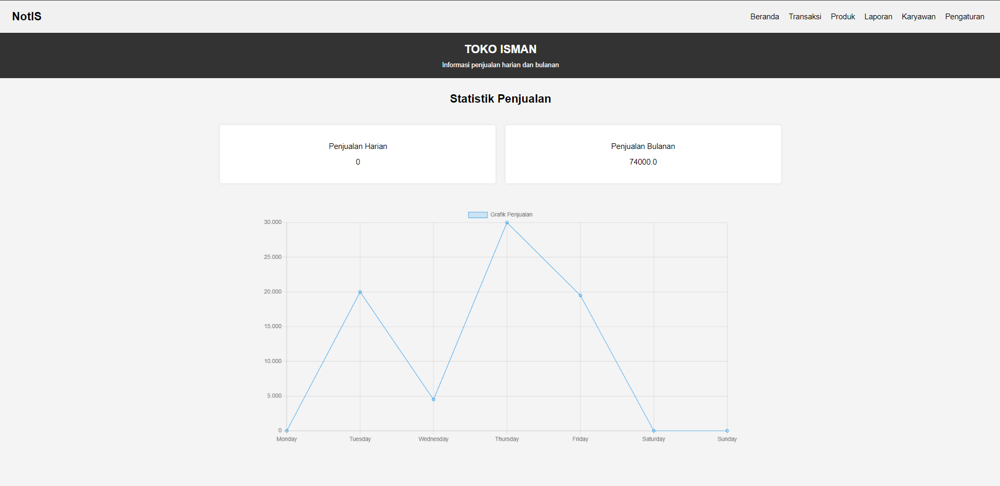 NotIS
Beranda Transaksi Produk Laporan Karyawan Pengaturan
TOKO ISMAN
Informasi penjualan harian dan bulanan
Statistik Penjualan
Penjualan Harian
0
Penjualan Bulanan
74000.0
Grafik Penjualan
30.000
25.000
20.000
15.000
10.000
5.000
0
Monday Tuesday Wednesday Thursday Friday Saturday Sunday